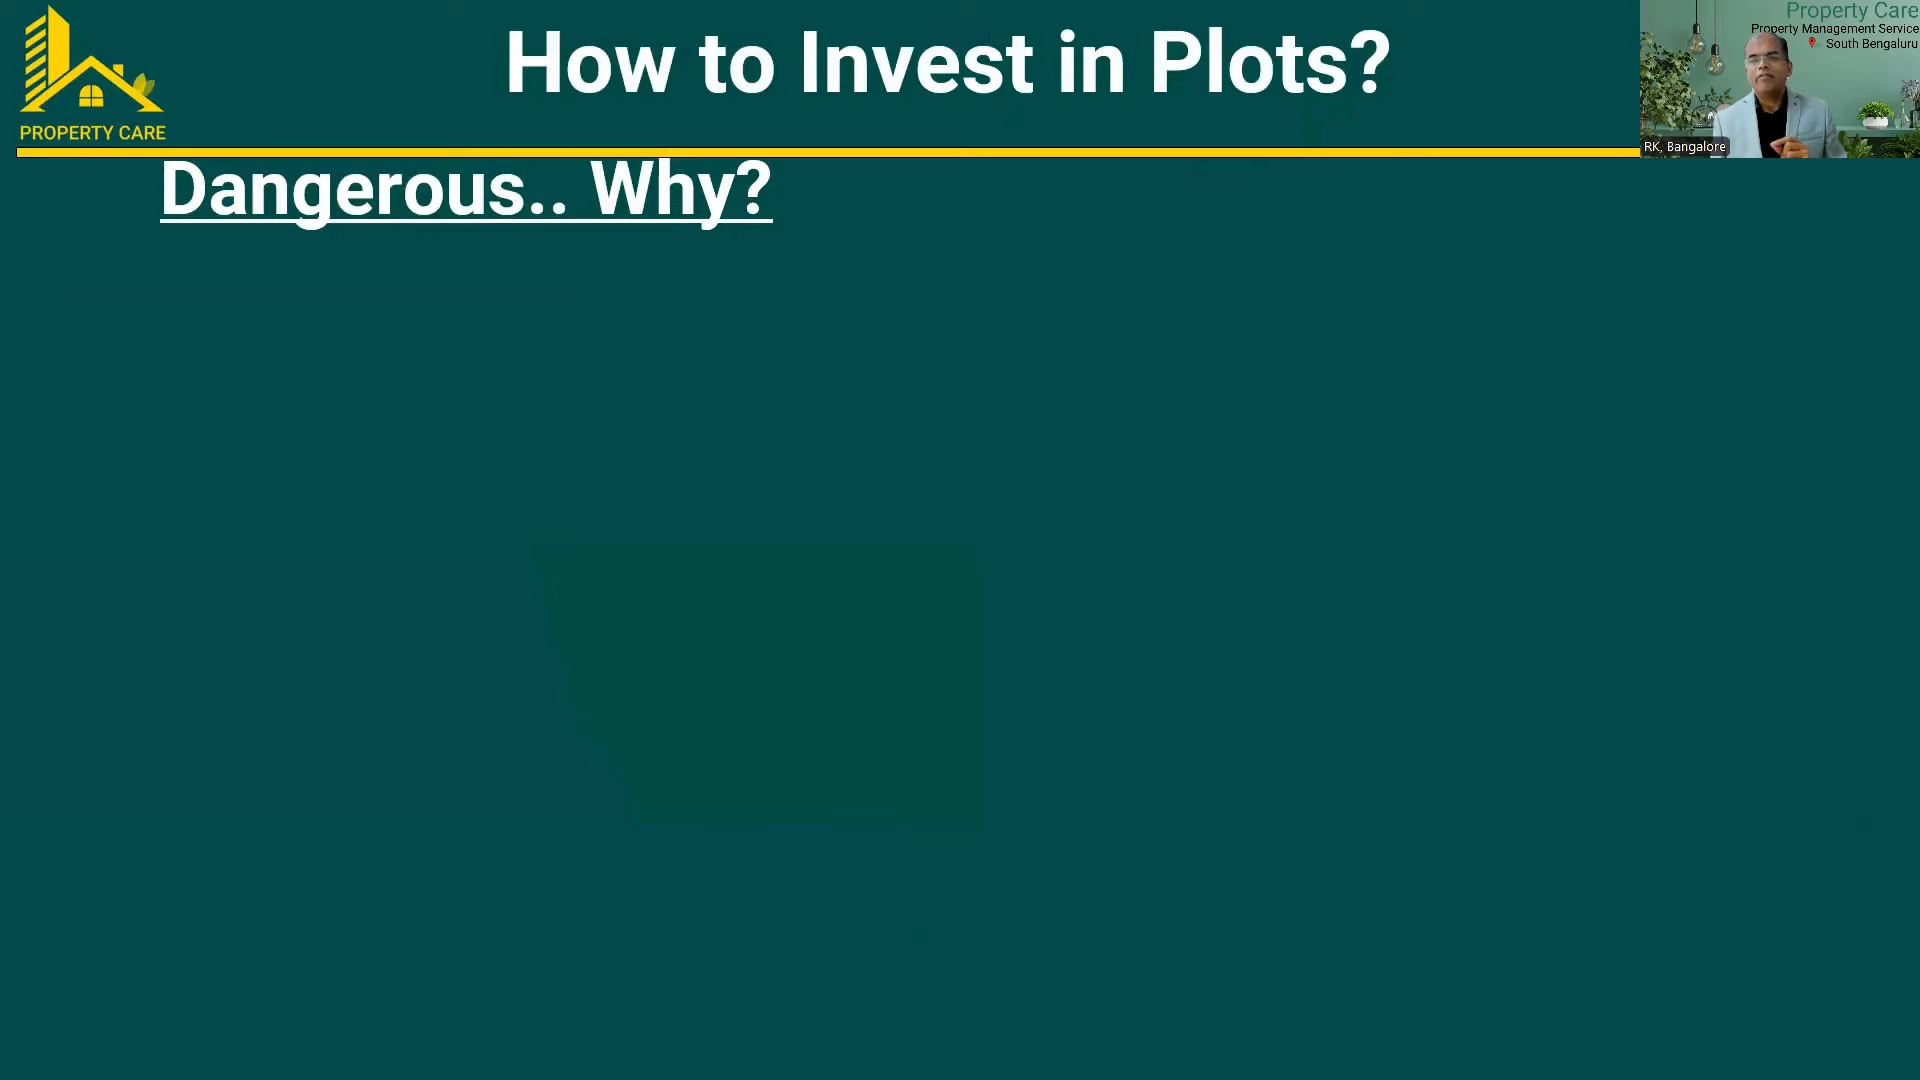 How to Invest in Plots?
PROPERTY CARE
Property Care
Property Management Service
South Bengaluru
RK, Bangalore
Dangerous.. Why?